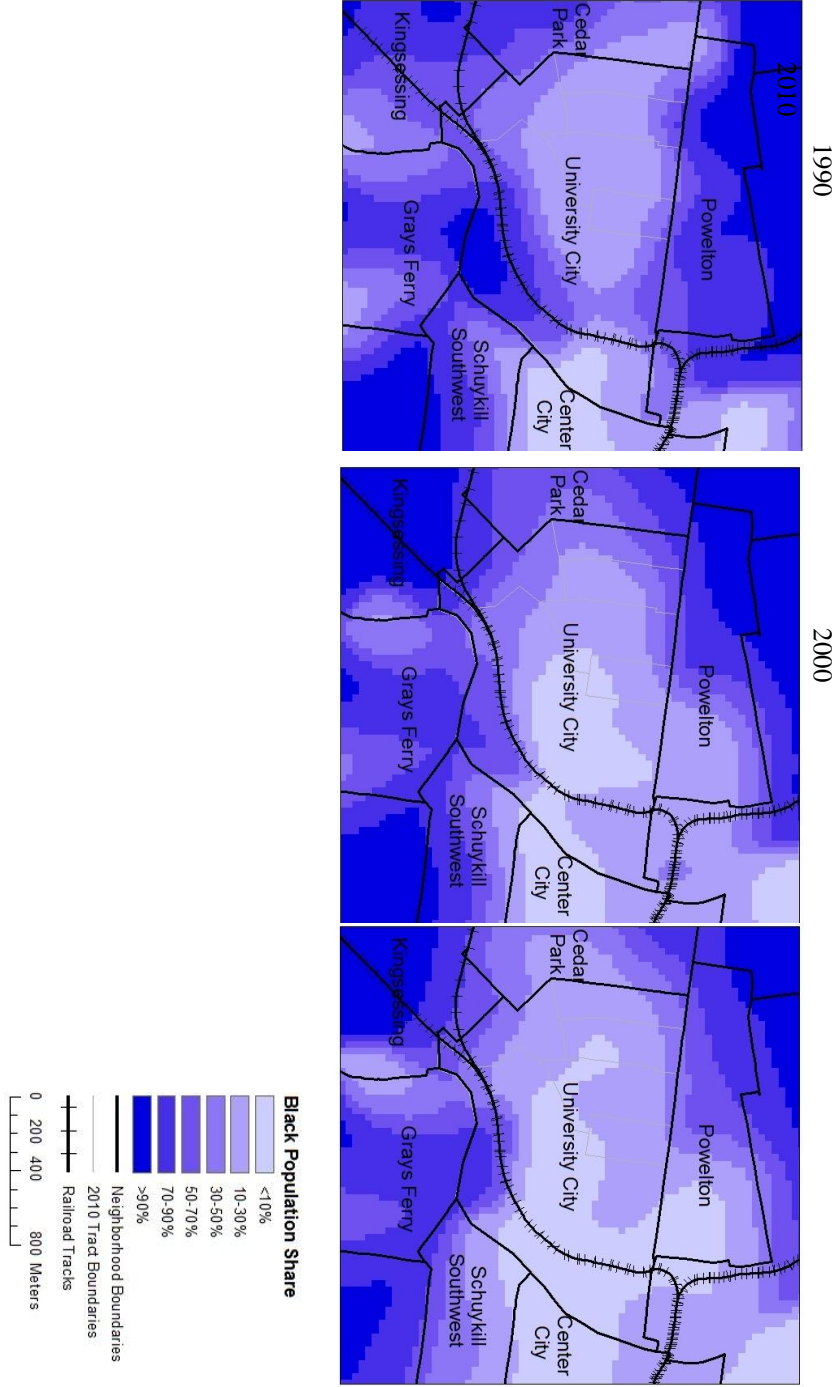 1990
2010
Kingsessing
Cedar
Park
University City
Powelton
Grays Ferry
Schuykill
Southwest
Center
City
2000
Kingsessing
Cedar
Park
University City
Powelton
Grays Ferry
Schuykill
Southwest
Center
City
Kingsessing
Cedar
Park
University City
Powelton
Grays Ferry
Schuykill
Southwest
Center
City
Black Population Share
<10%
10-30%
30-50%
50-70%
70-90%
>90%
Neighborhood Boundaries
2010 Tract Boundaries
Railroad Tracks
0 200 400 800 Meters